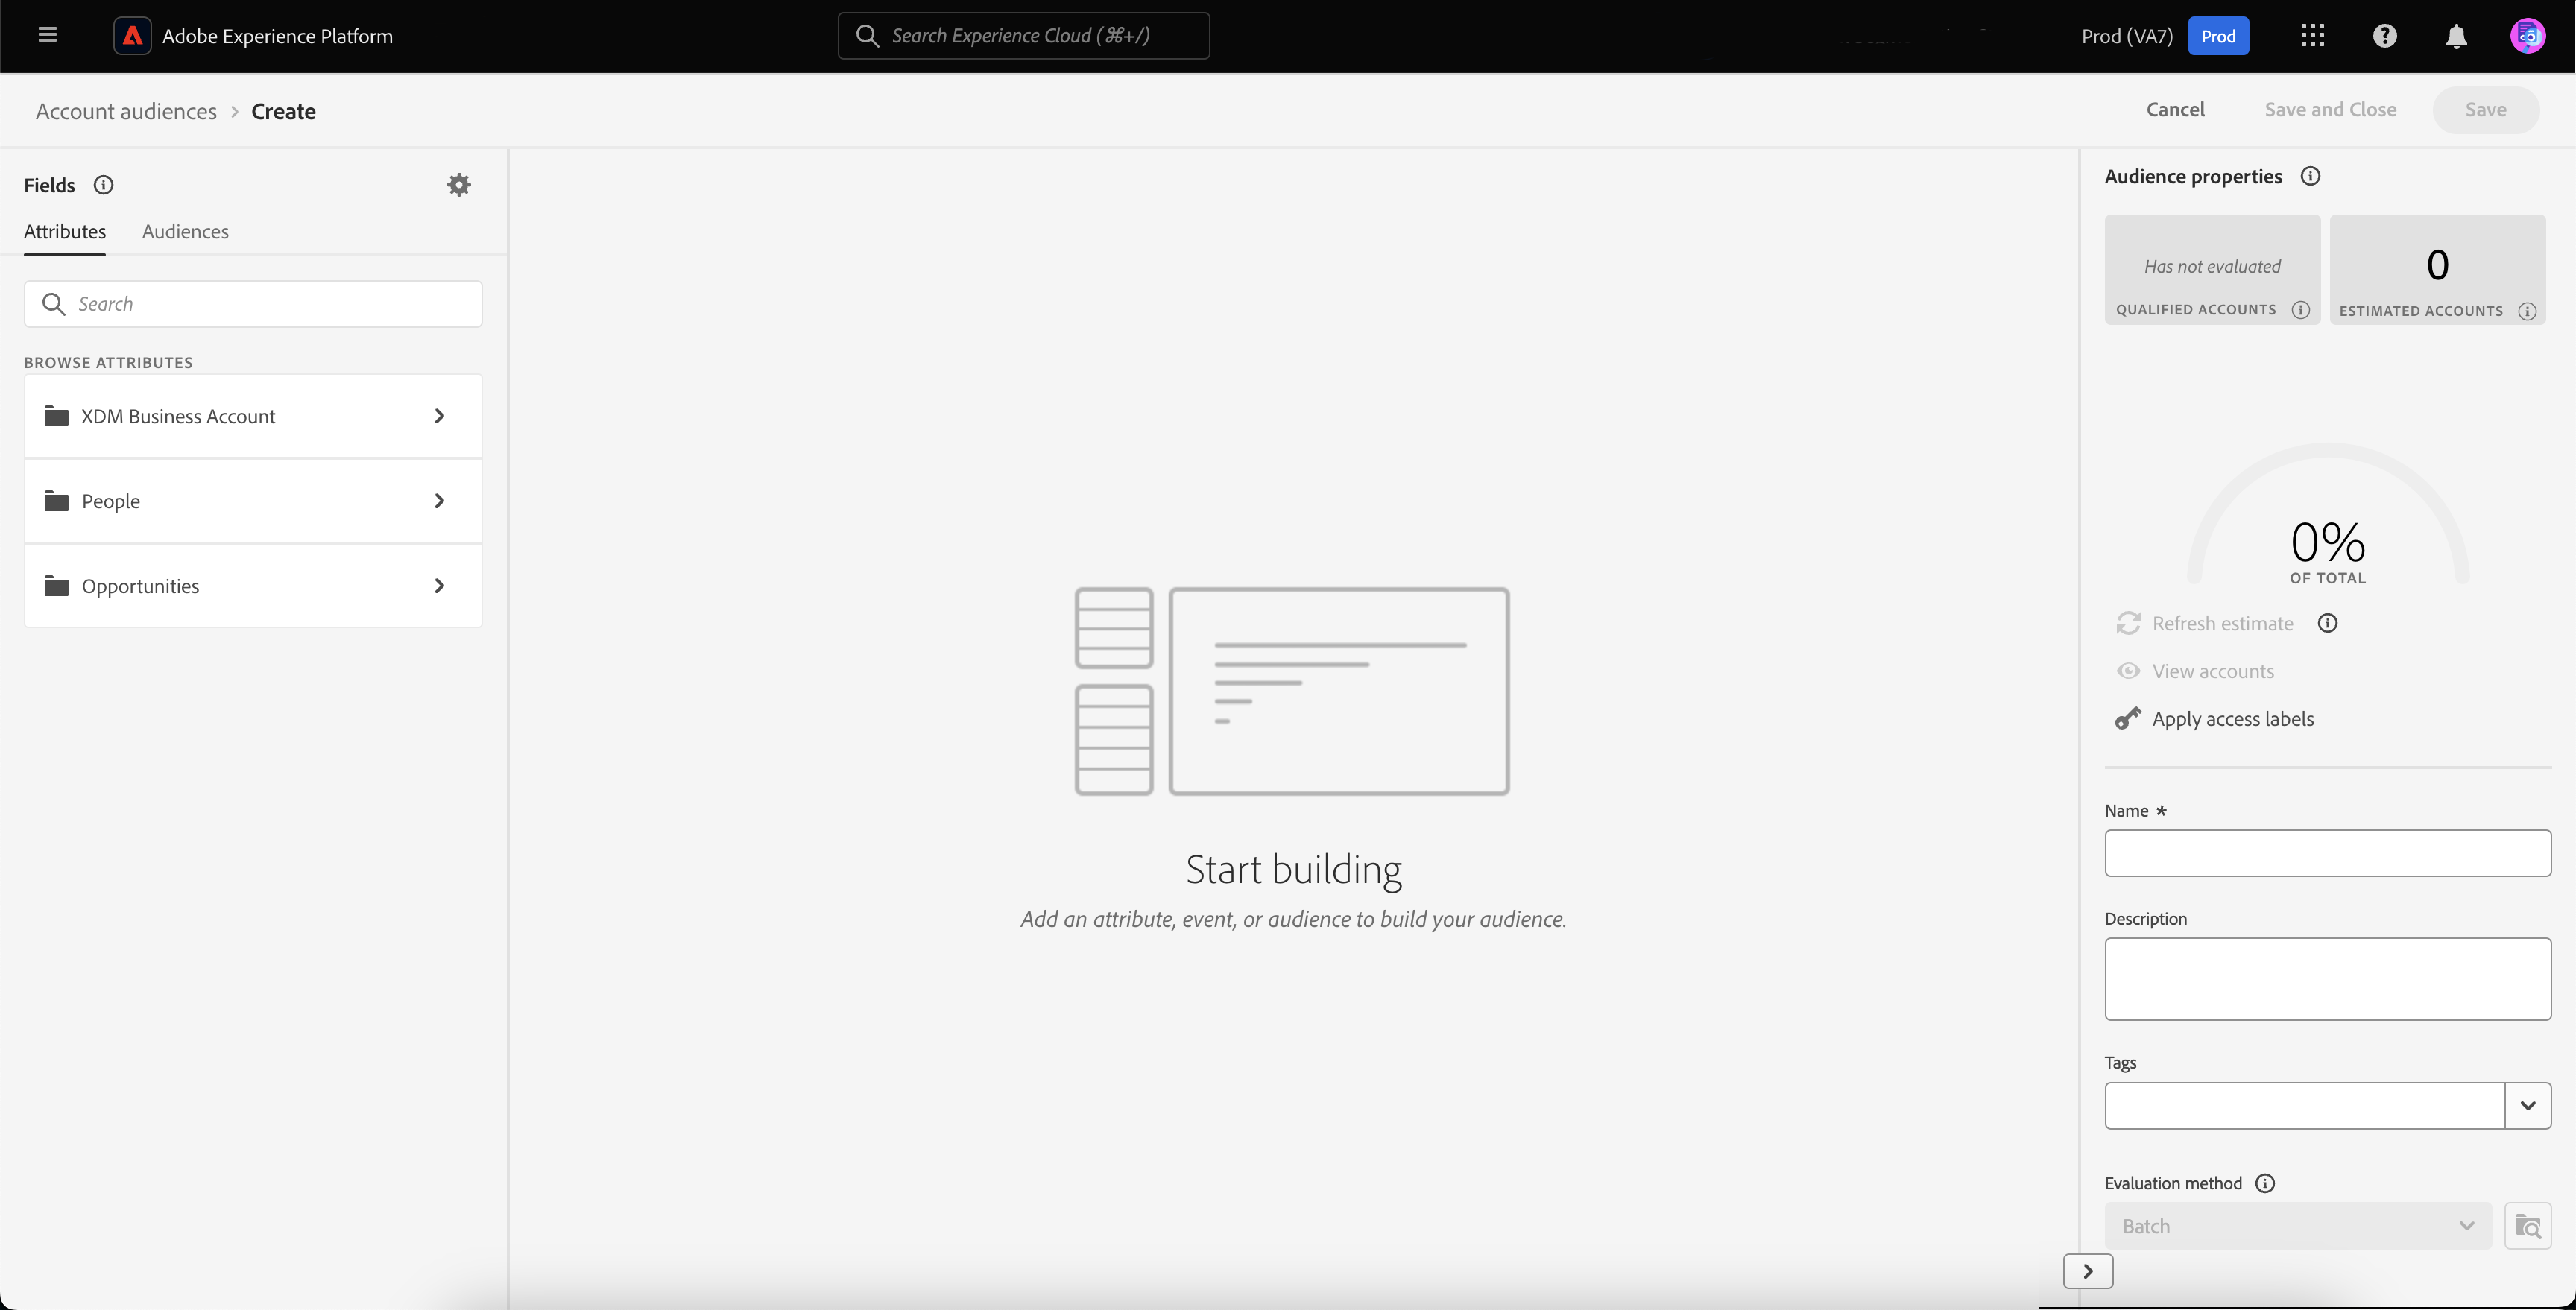 Adobe Experience Platform
Search Experience Cloud (⌘+/)
Prod (VA7)
Prod
Account audiences > Create
Cancel
Save and Close
Save
Fields
Attributes
Audiences
Search
BROWSE ATTRIBUTES
XDM Business Account
People
Opportunities
Start building
Add an attribute, event, or audience to build your audience.
Audience properties
Has not evaluated
QUALIFIED ACCOUNTS
0
ESTIMATED ACCOUNTS
0%
OF TOTAL
Refresh estimate
View accounts
Apply access labels
Name *
Description
Tags
Evaluation method
Batch